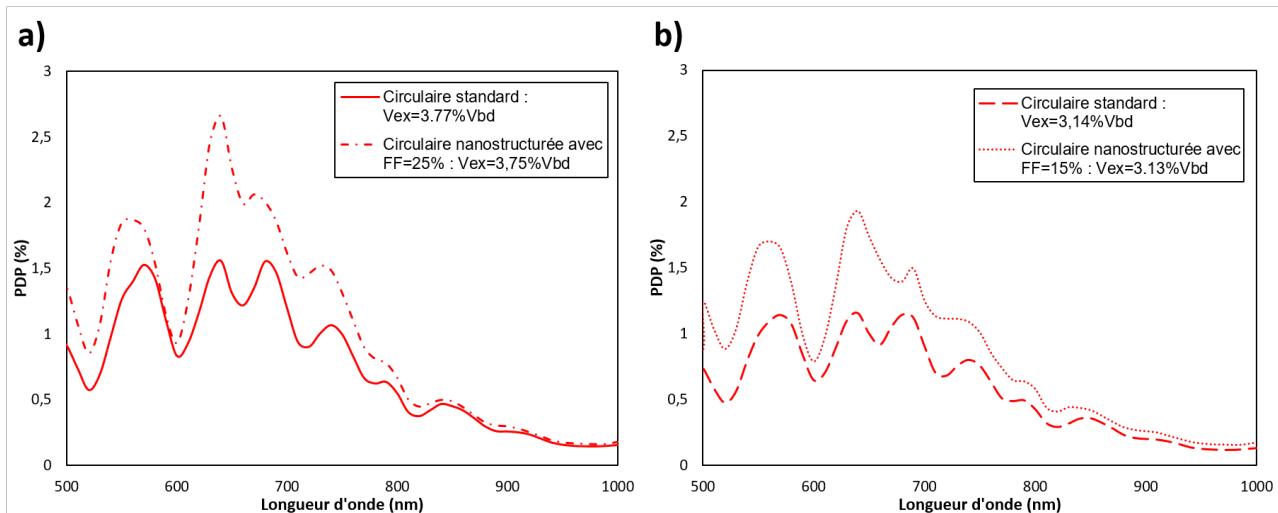 a)
3
2,5
2
1,5
1
0,5
0
PDP (%)
500
600
700
800
900
1000
Longueur d'onde (nm)
Circulaire standard :
Vex=3.77%Vbd
Circulaire nanostructurée avec
FF=25% : Vex=3,75%Vbd
b)
3
2,5
2
1,5
1
0,5
0
PDP (%)
500
600
700
800
900
1000
Longueur d'onde (nm)
Circulaire standard :
Vex=3,14%Vbd
Circulaire nanostructurée avec
FF=15% : Vex=3.13%Vbd